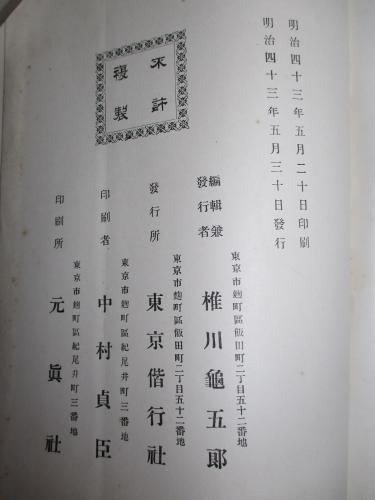 明治四十三年五月二十日印刷
明治四十三年五月三十日發行
不許
複製
編輯兼
發行者
東京市麴町區飯田町二丁目五十二番地
椎川龜五郎
發行所
東京市麴町區飯田町二丁目五十二番地
東京偕行社
印刷者
東京市麴町區紀尾井町三番地
中村貞臣
印刷所
東京市麴町區紀尾井町三番地
元眞社